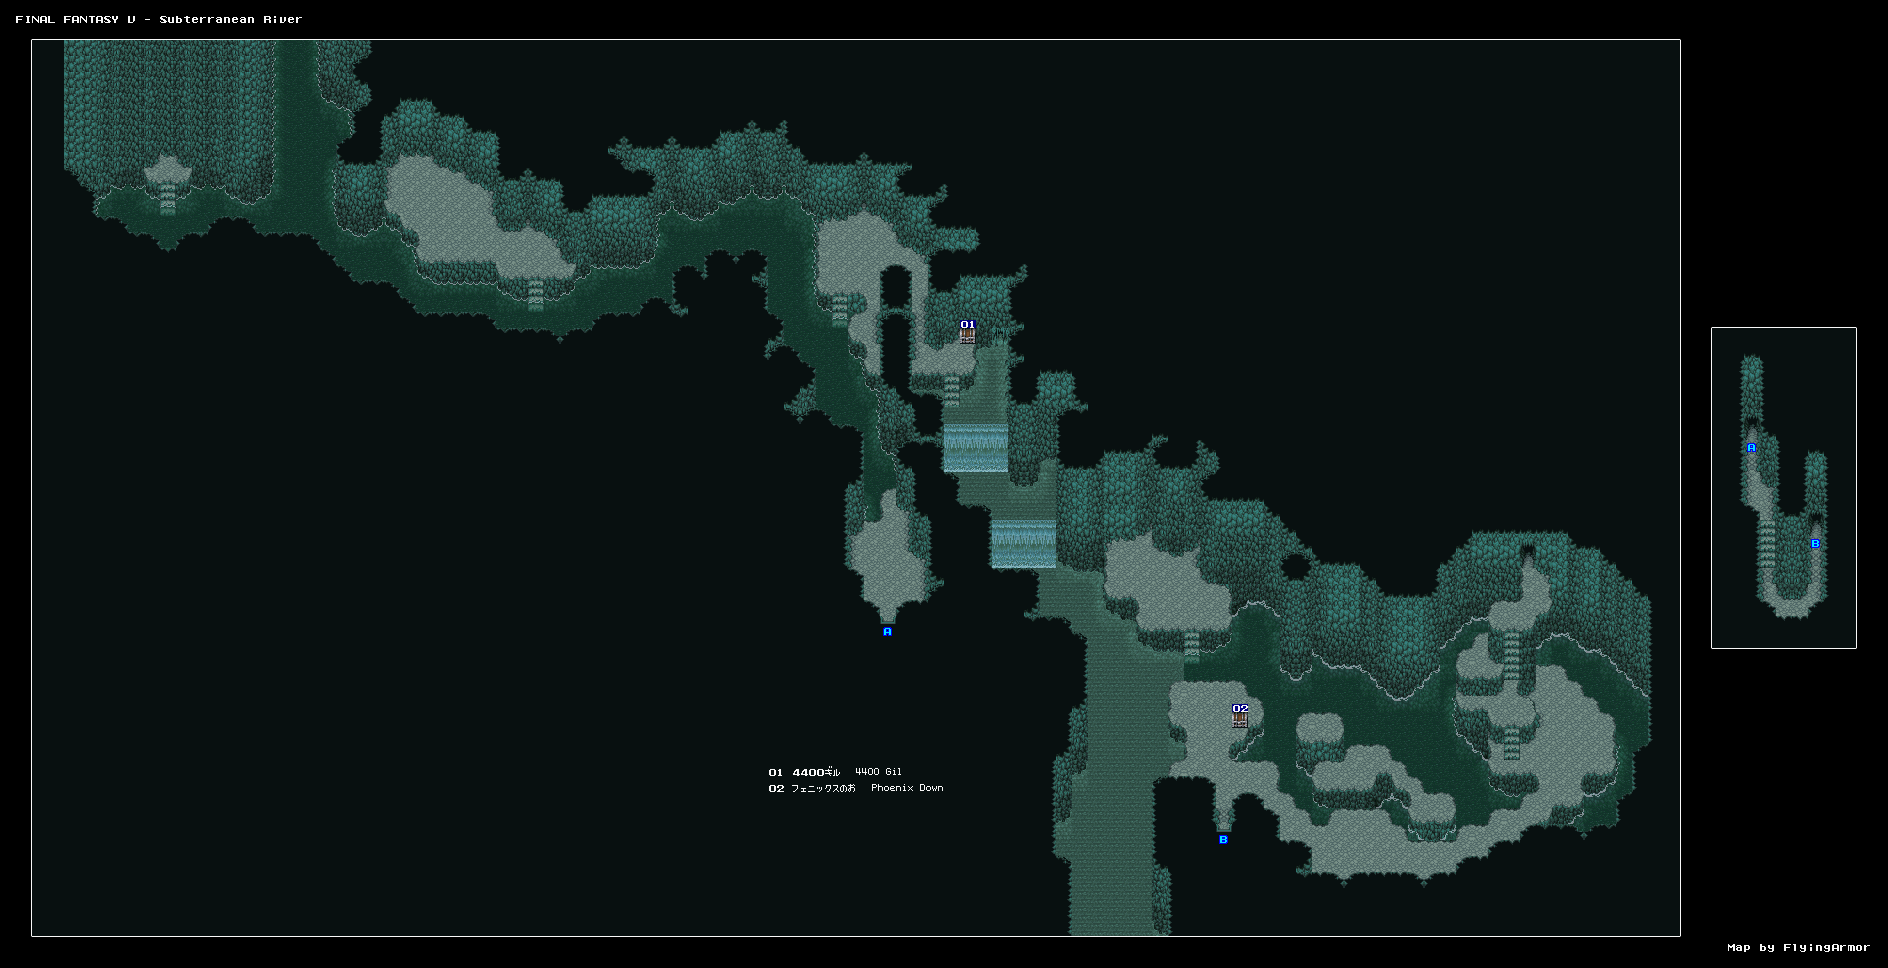 FINAL FANTASY V - Subterranean River
01
A
B
A
02
01 4400ギル 4400 Gil
02 フェニックスのお Phoenix Down
B
Map by FlyingArmor